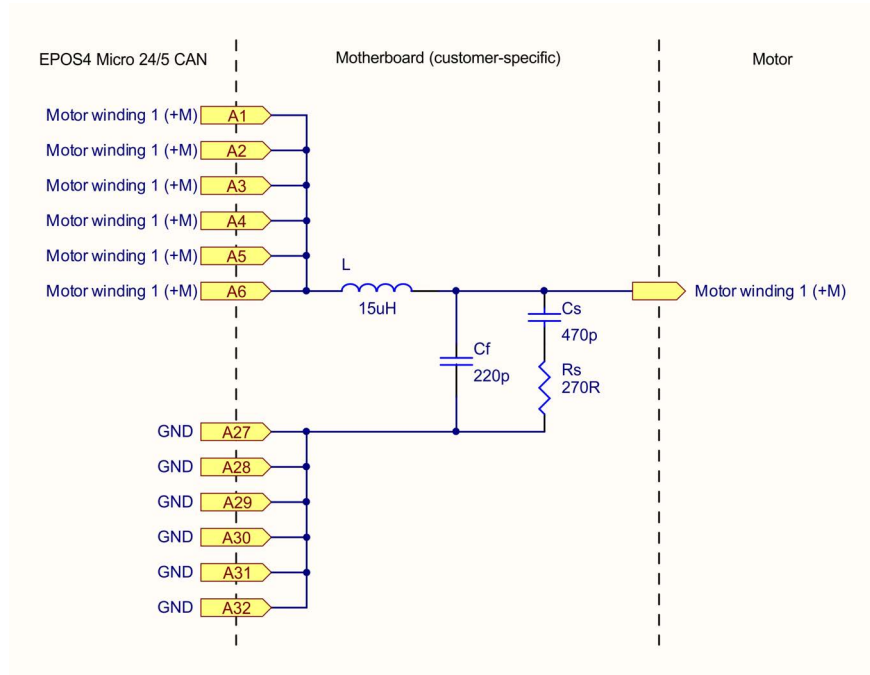 EPOS4 Micro 24/5 CAN
Motherboard (customer-specific)
Motor
Motor winding 1 (+M) A1
Motor winding 1 (+M) A2
Motor winding 1 (+M) A3
Motor winding 1 (+M) A4
Motor winding 1 (+M) A5
L
Motor winding 1 (+M) A6
Motor winding 1 (+M)
15uH
Cs
470p
Cf
220p
Rs
270R
GND A27
GND A28
GND A29
GND A30
GND A31
GND A32